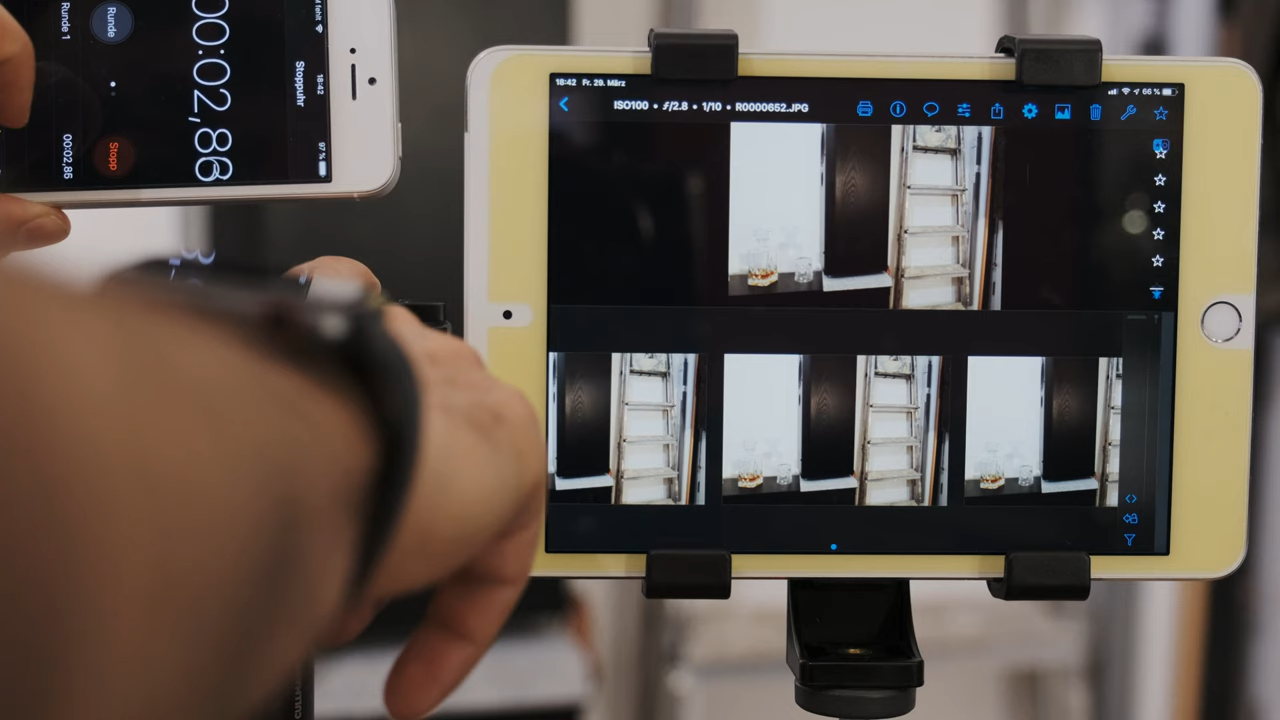 Stoppuhr
18:42
97 %
00:02,86
Runde
Stopp
Runde 1
00:02,85
18:42 Fr. 29. März
66 %
ISO100 • ƒ/2.8 • 1/10 • R0000652.JPG